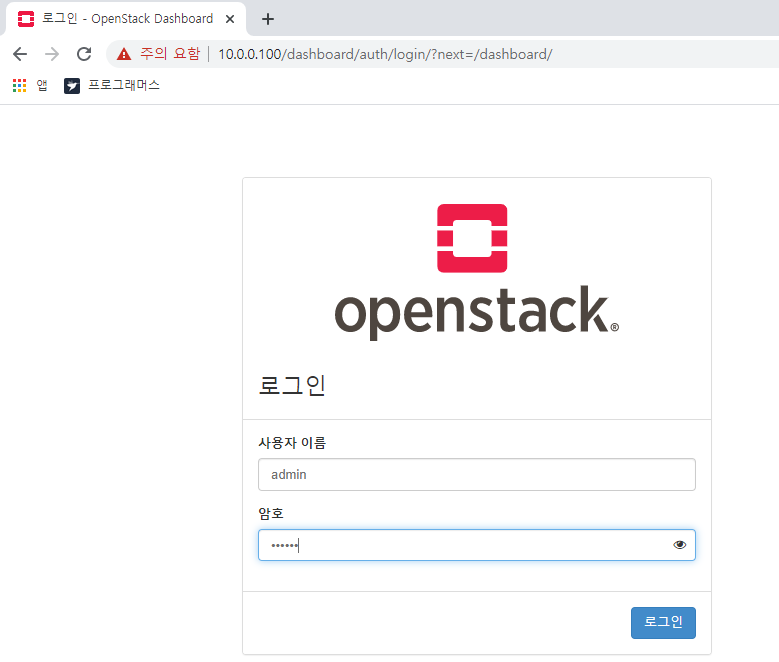 로그인 - OpenStack Dashboard
주의 요함 10.0.0.100/dashboard/auth/login/?next=/dashboard/
앱 프로그래머스
openstack®
로그인
사용자 이름
admin
암호
••••••
로그인